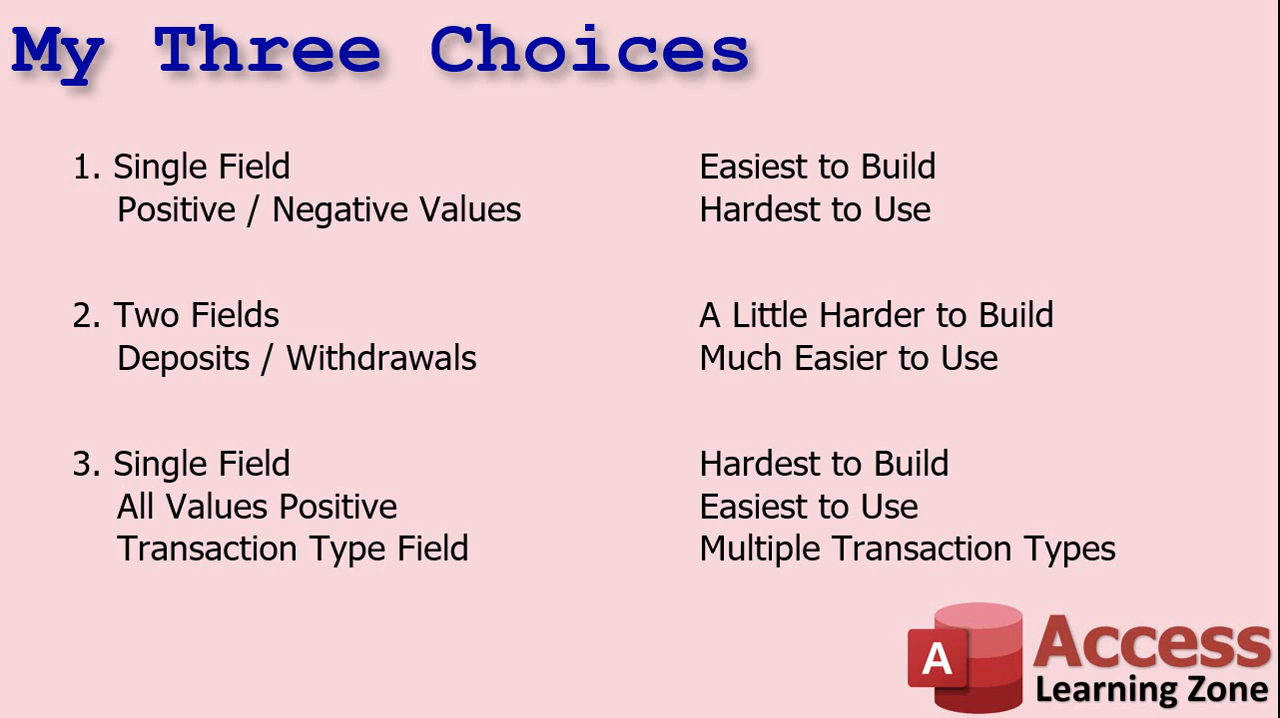 My Three Choices
1. Single Field
Positive / Negative Values
Easiest to Build
Hardest to Use
2. Two Fields
Deposits / Withdrawals
A Little Harder to Build
Much Easier to Use
3. Single Field
All Values Positive
Transaction Type Field
Hardest to Build
Easiest to Use
Multiple Transaction Types
A
Access
Learning Zone